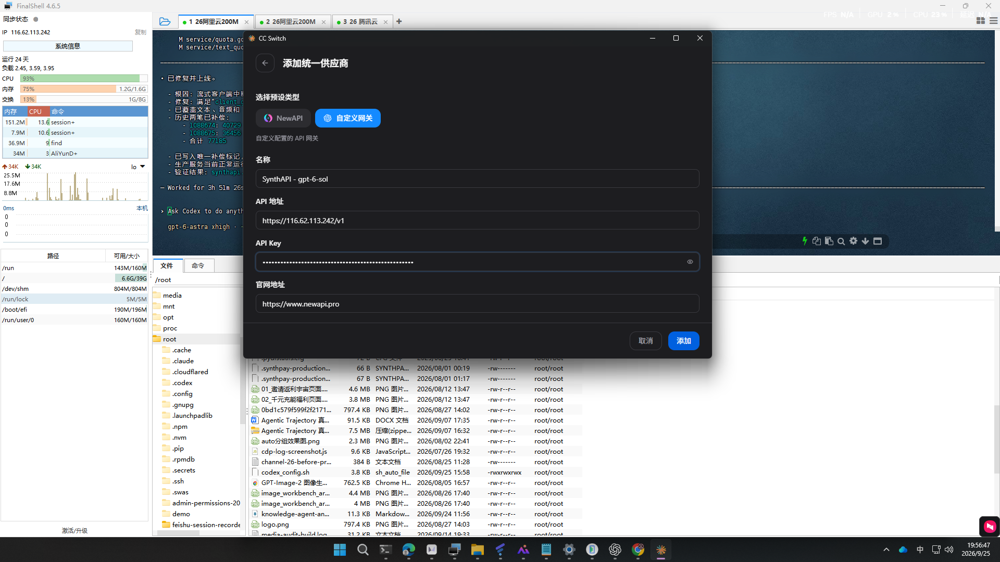 FinalShell 4.6.5
FPS N/A GPU 2% CPU 23% 延迟 N/A
同步状态
IP 116.62.113.242
复制
系统信息
运行 24 天
负载 2.45, 3.59, 3.95
CPU 93%
内存 75% 1.2G/1.6G
交换 13% 1G/8G
内存 CPU 命令
151.2M 13.6 session+
7.9M 10.6 session+
36.9M 9 find
34M 3 AliYunD+
34K 34K lo
25.5M
17.6M
8.8M
0ms 本机
0
0
0
路径 可用/大小
/run 143M/160M
/ 6.6G/39G
/dev/shm 804M/804M
/run/lock 5M/5M
/boot/efi 190M/196M
/run/user/0 160M/160M
激活/升级
1 26阿里云200M
2 26阿里云200M
3 26 腾讯云
M service/quota.go
M service/text_quo
• 已修复并上线。
- 根因: 流式客户端中断
- 修复: 满足"client_g
- 已覆盖文本、音频和
- 历史两笔已补偿:
- 1088674: 40729
- 1088675: 36456
- 合计 77185
- 已写入唯一补偿标记,
- 生产服务当前正常运行
- 验证结果: synthapi.
— Worked for 3h 51m 26s
› Ask Codex to do anyth
gpt-6-astra xhigh · ~
CC Switch
添加统一供应商
选择预设类型
NewAPI
自定义网关
自定义配置的 API 网关
名称
SynthAPI - gpt-6-sol
API 地址
https://116.62.113.242/v1
API Key
官网地址
https://www.newapi.pro
取消
添加
文件 命令
/root
media
mnt
opt
proc
root
.cache
.claude
.cloudflared
.codex
.config
.gnupg
.launchpadlib
.npm
.nvm
.pip
.rpmdb
.secrets
.ssh
.swas
admin-permissions-20
demo
feishu-session-recorde
.pydistutils.cfg 72 B CFG 文件
.synthpay-production... 66 B SYNTHPA... 2026/08/01 00:19 -rw------- root/root
.synthpay-production... 67 B SYNTHPA... 2026/08/01 01:17 -rw------- root/root
01_邀请返利宇宙页面.... 4.6 MB PNG 图片... 2026/08/12 13:47 -rw-r--r-- root/root
02_千元充能福利页面.... 3.8 MB PNG 图片... 2026/08/12 13:47 -rw-r--r-- root/root
0bd1c579f599f2f2171... 797.4 KB PNG 图片... 2026/08/27 14:02 -rw-r--r-- root/root
Agentic Trajectory 真... 91.5 KB DOCX 文档 2026/09/07 17:35 -rw-r--r-- root/root
Agentic Trajectory 真... 7.5 MB 压缩(zippe... 2026/09/07 16:32 -rw-r--r-- root/root
auto分组效果图.png 2.3 MB PNG 图片... 2026/08/02 22:41 -rw-r--r-- root/root
cdp-log-screenshot.js 9.6 KB JavaScript... 2026/07/26 19:32 -rw-r--r-- root/root
channel-26-before-pr... 384 B 文本文档 2026/08/25 11:28 -rw------- root/root
codex_config.sh 3.8 KB sh_auto_file 2026/09/25 15:58 -rwxrwxrwx root/root
GPT-Image-2 图像生... 762.5 KB Chrome H... 2026/08/05 16:57 -rw-r--r-- root/root
image_workbench_ar... 4.4 MB PNG 图片... 2026/08/26 17:40 -rw-r--r-- root/root
image_workbench_ar... 4 MB PNG 图片... 2026/08/26 17:40 -rw-r--r-- root/root
knowledge-agent-an... 11.3 KB Markdow... 2026/09/24 11:56 -rw-r--r-- root/root
logo.png 797.4 KB PNG 图片... 2026/08/27 14:03 -rw-r--r-- root/root
media-audit-build.log 31.2 KB 文本文档 2026/09/14 19:33 -rw-r--r-- root/root
中
19:56:47
2026/9/25